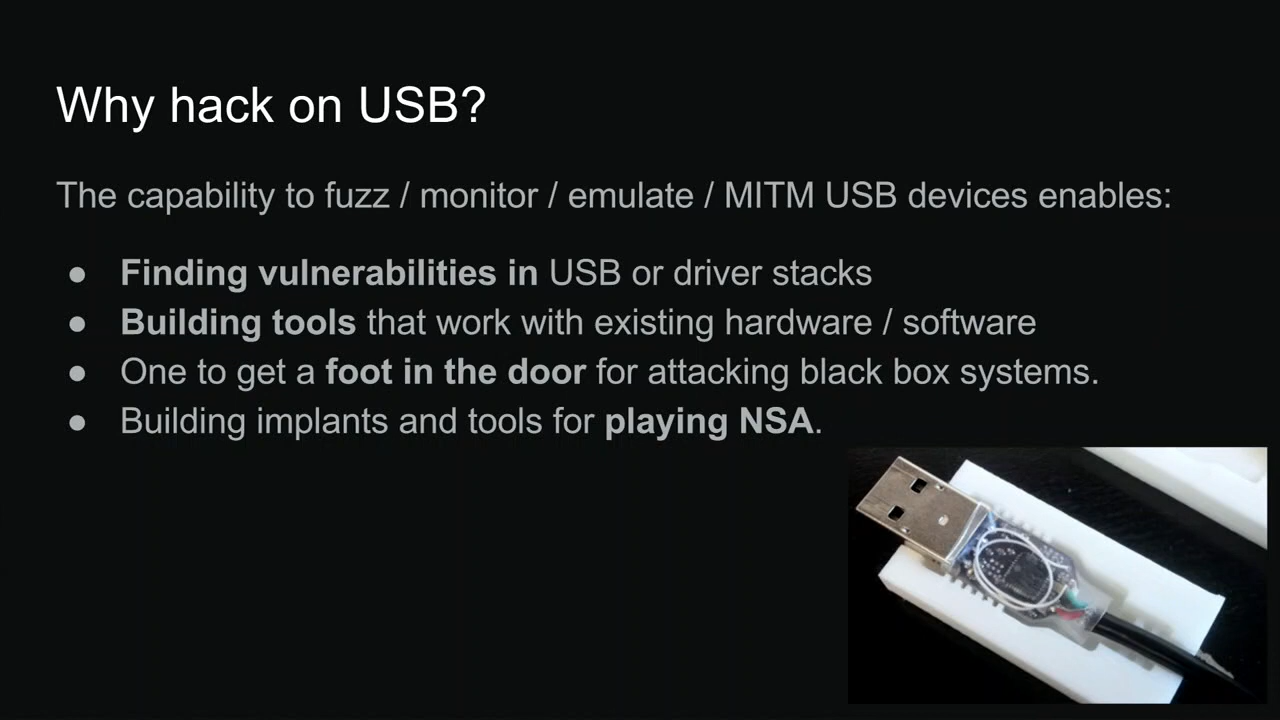 Why hack on USB?
The capability to fuzz / monitor / emulate / MITM USB devices enables:
● Finding vulnerabilities in USB or driver stacks
● Building tools that work with existing hardware / software
● One to get a foot in the door for attacking black box systems.
● Building implants and tools for playing NSA.